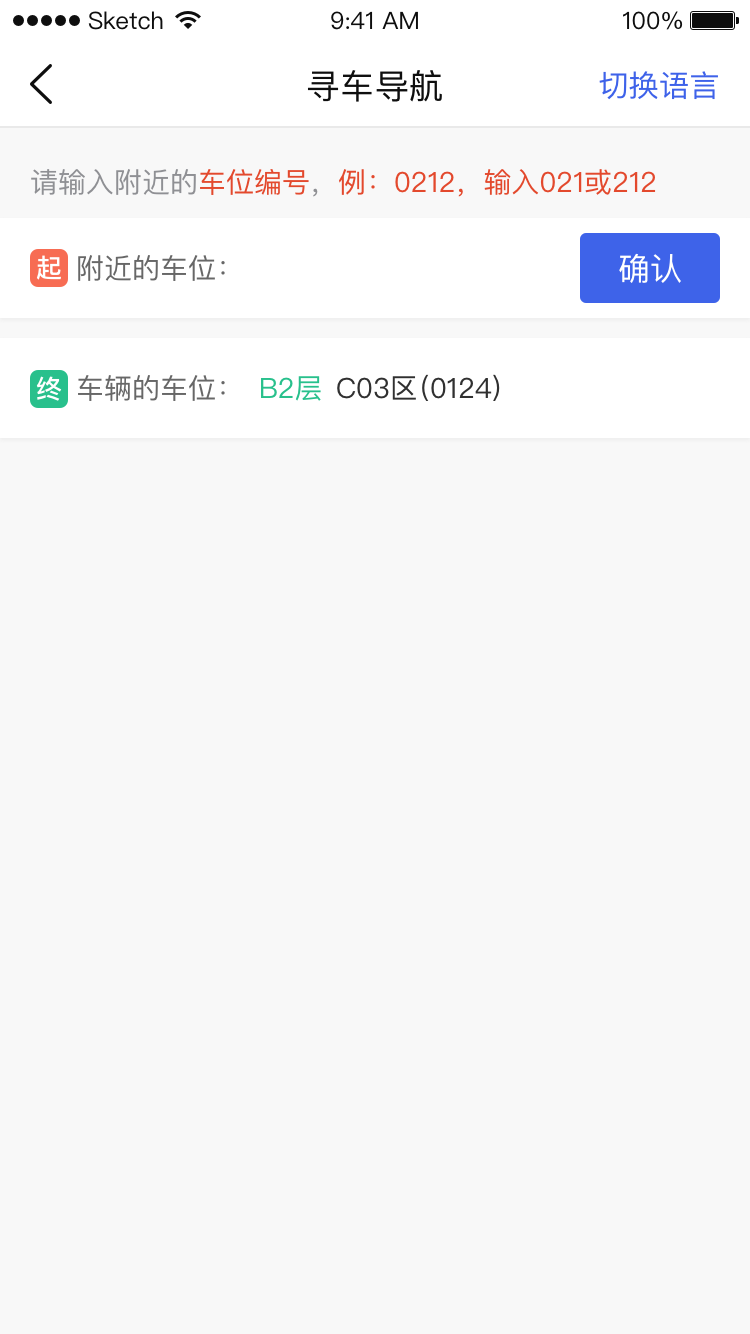 ●●●●● Sketch 9:41 AM 100%
寻车导航 切换语言
请输入附近的车位编号，例：0212，输入021或212
起 附近的车位： 确认
终 车辆的车位： B2层 C03区(0124)